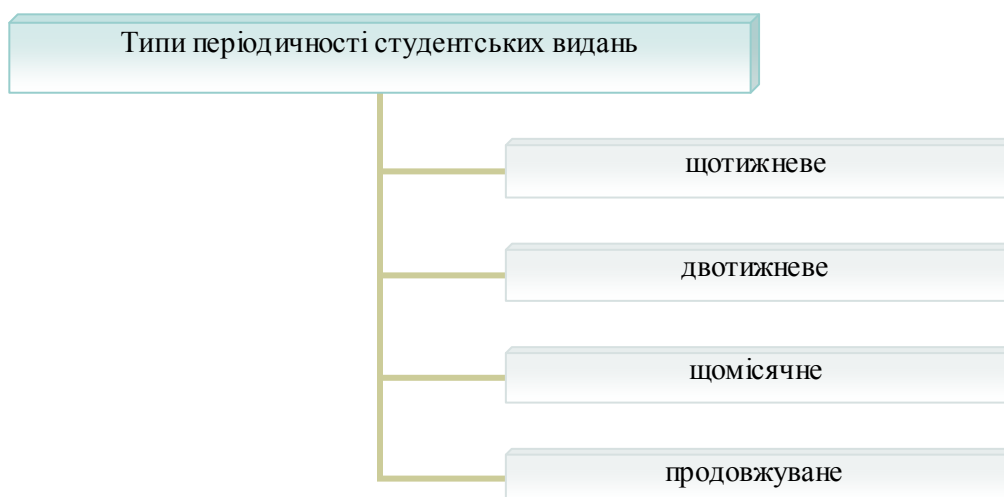 Типи періодичності студентських видань
щотижневе
двотижневе
щомісячне
продовжуване